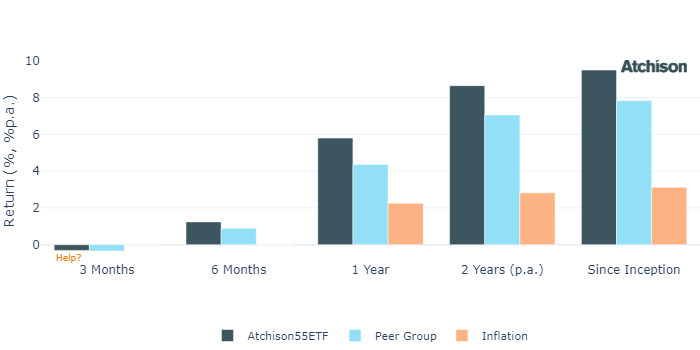 Atchison
Return (%, %p.a.)
10
8
6
4
2
0
Help?
3 Months
6 Months
1 Year
2 Years (p.a.)
Since Inception
Atchison55ETF
Peer Group
Inflation